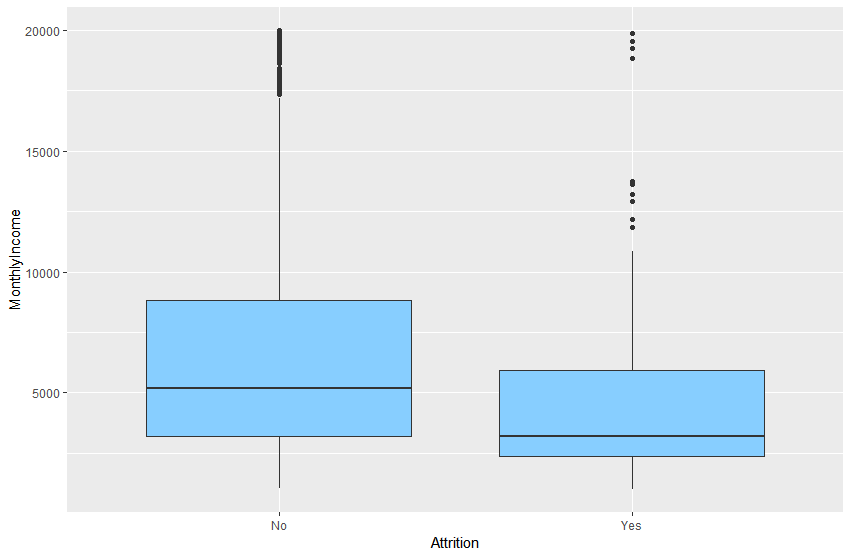 20000
15000
10000
5000
MonthlyIncome
No
Yes
Attrition